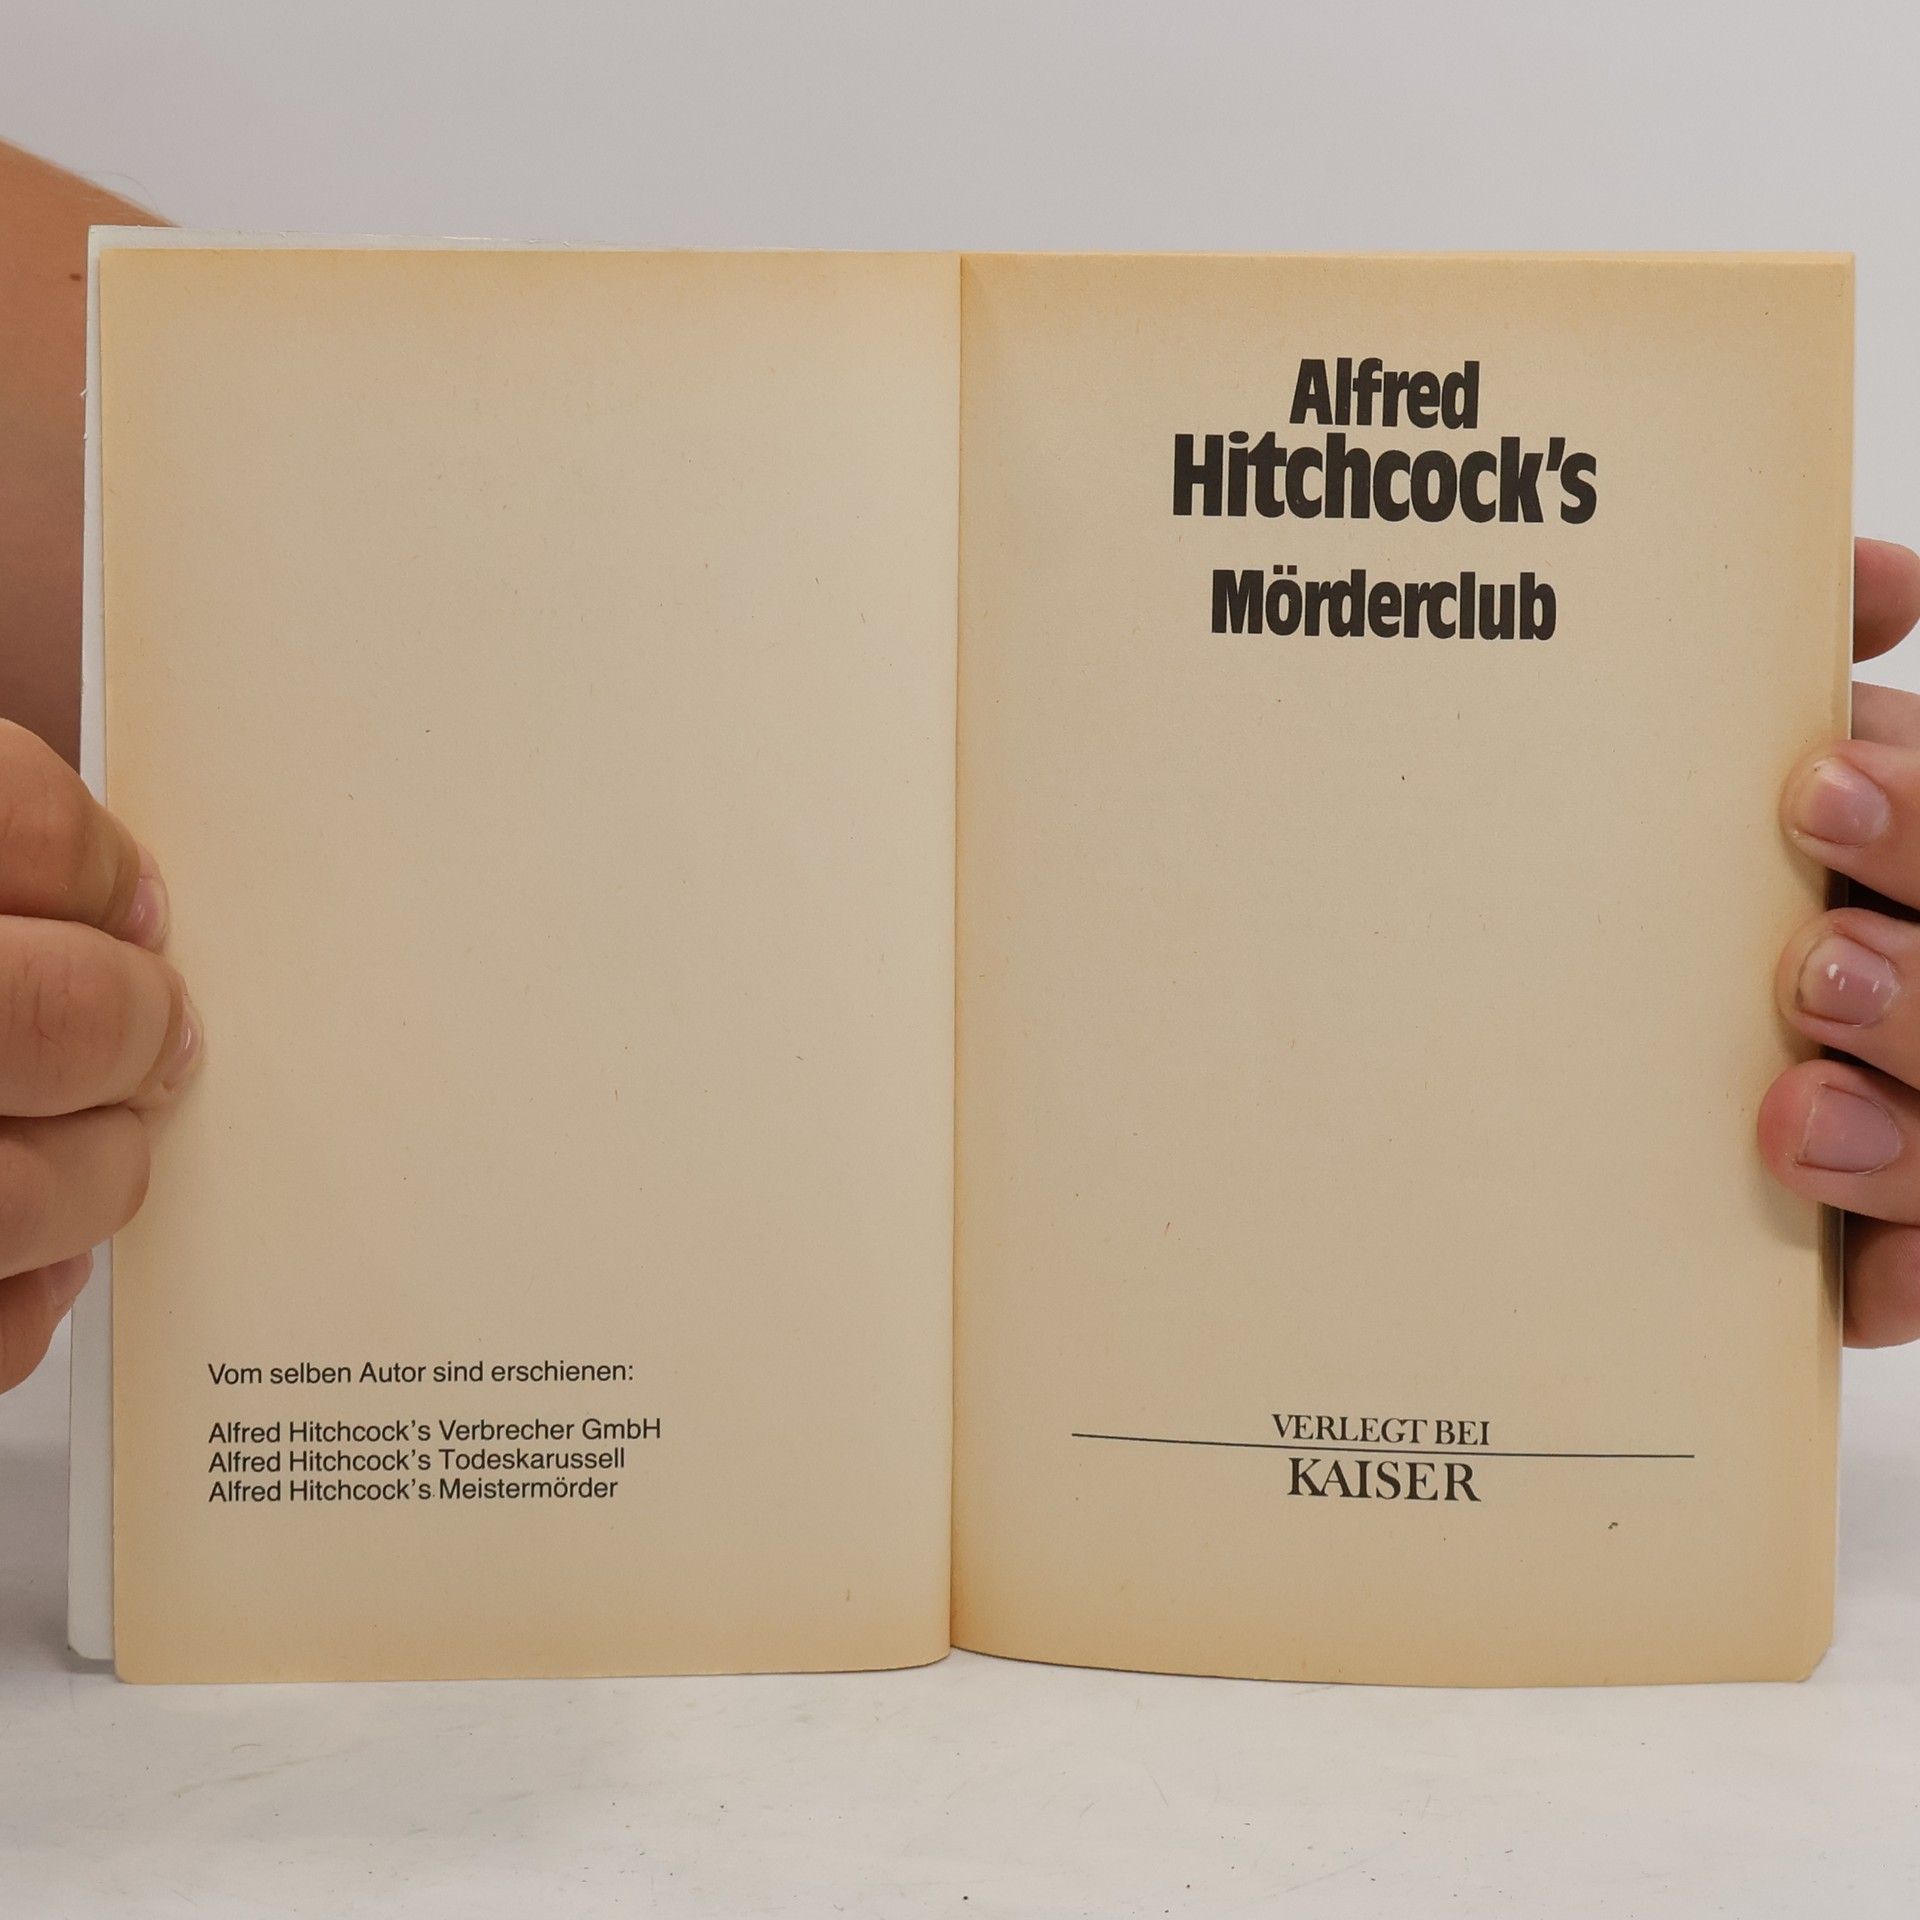 Vom selben Autor sind erschienen:
Alfred Hitchcock's Verbrecher GmbH
Alfred Hitchcock's Todeskarussell
Alfred Hitchcock's Meistermörder
Alfred
Hitchcock's
Mörderclub
VERLEGT BEI
KAISER